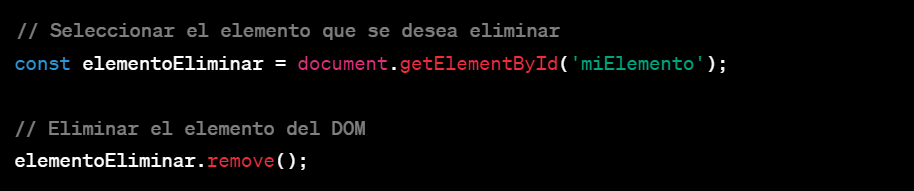 // Seleccionar el elemento que se desea eliminar
const elementoEliminar = document.getElementById('miElemento');
// Eliminar el elemento del DOM
elementoEliminar.remove();